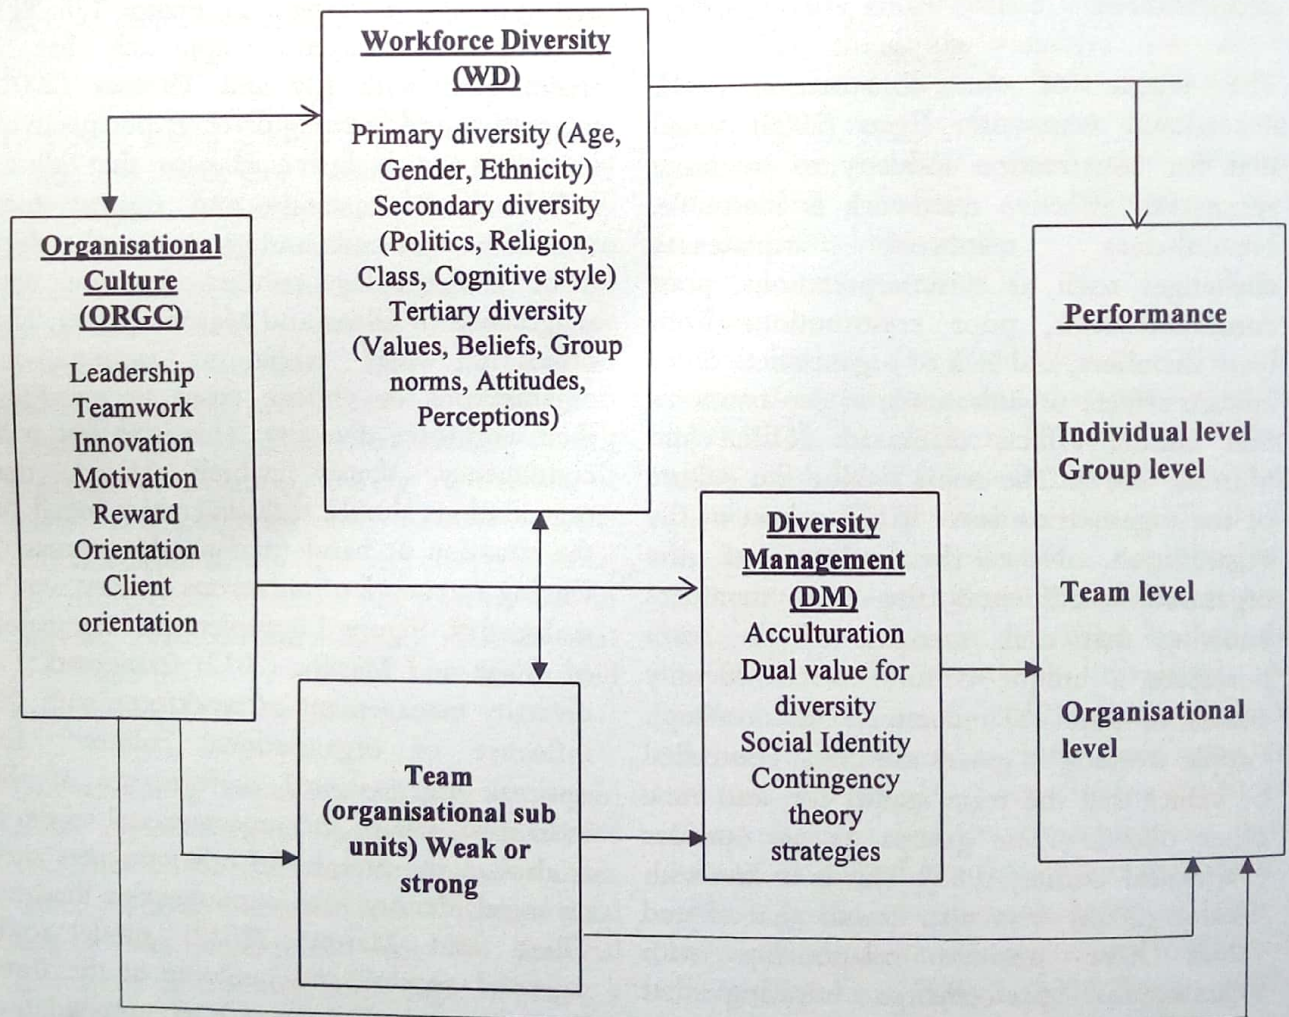 Workforce Diversity
(WD)
Primary diversity (Age,
Gender, Ethnicity)
Secondary diversity
(Politics, Religion,
Class, Cognitive style)
Tertiary diversity
(Values, Beliefs, Group
norms, Attitudes,
Perceptions)
Organisational
Culture
(ORGC)
Leadership
Teamwork
Innovation
Motivation
Reward
Orientation
Client
orientation
Performance
Individual level
Group level
Team level
Organisational
level
Diversity
Management
(DM)
Acculturation
Dual value for
diversity
Social Identity
Contingency
theory
strategies
Team
(organisational sub
units) Weak or
strong